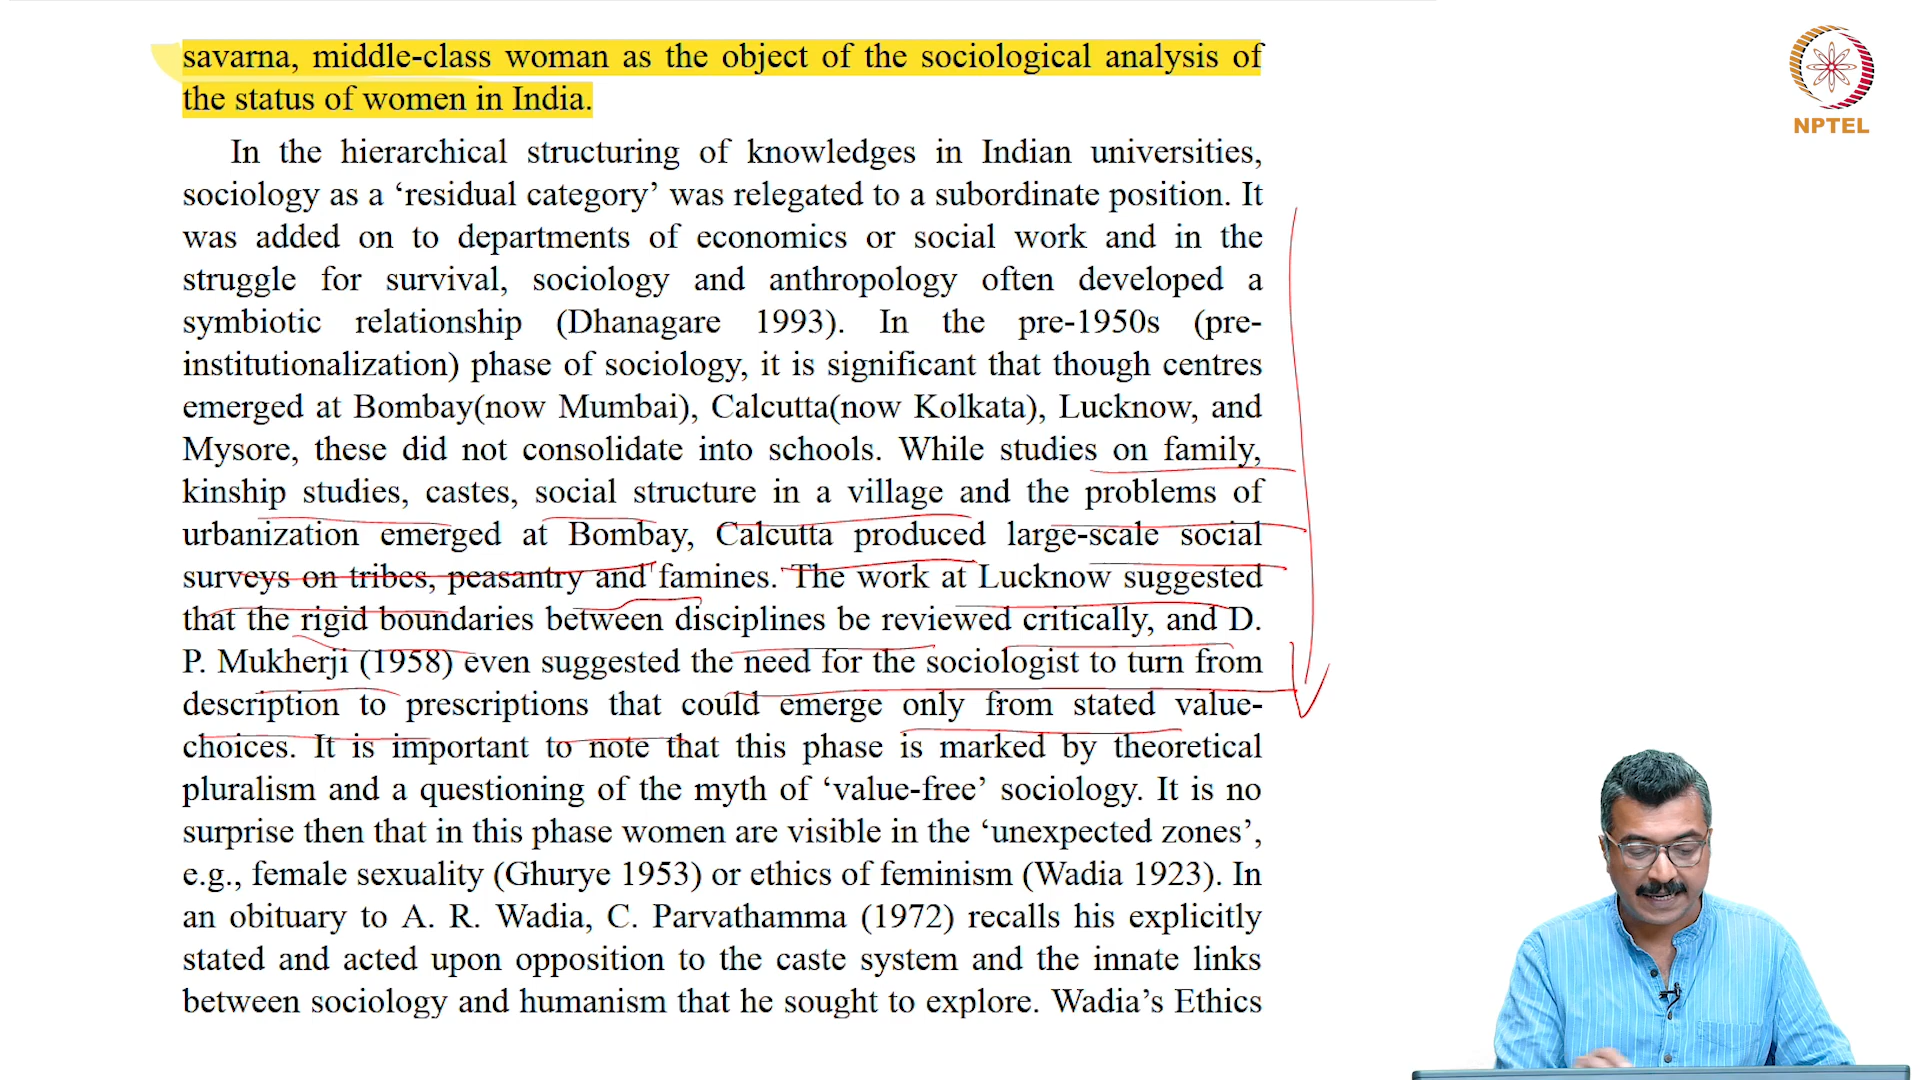 savarna, middle-class woman as the object of the sociological analysis of
the status of women in India.
In the hierarchical structuring of knowledges in Indian universities,
sociology as a ‘residual category’ was relegated to a subordinate position. It
was added on to departments of economics or social work and in the
struggle for survival, sociology and anthropology often developed a
symbiotic relationship (Dhanagare 1993). In the pre-1950s (pre-
institutionalization) phase of sociology, it is significant that though centres
emerged at Bombay(now Mumbai), Calcutta(now Kolkata), Lucknow, and
Mysore, these did not consolidate into schools. While studies on family,
kinship studies, castes, social structure in a village and the problems of
urbanization emerged at Bombay, Calcutta produced large-scale social
surveys on tribes, peasantry and famines. The work at Lucknow suggested
that the rigid boundaries between disciplines be reviewed critically, and D.
P. Mukherji (1958) even suggested the need for the sociologist to turn from
description to prescriptions that could emerge only from stated value-
choices. It is important to note that this phase is marked by theoretical
pluralism and a questioning of the myth of ‘value-free’ sociology. It is no
surprise then that in this phase women are visible in the ‘unexpected zones’,
e.g., female sexuality (Ghurye 1953) or ethics of feminism (Wadia 1923). In
an obituary to A. R. Wadia, C. Parvathamma (1972) recalls his explicitly
stated and acted upon opposition to the caste system and the innate links
between sociology and humanism that he sought to explore. Wadia’s Ethics
NPTEL